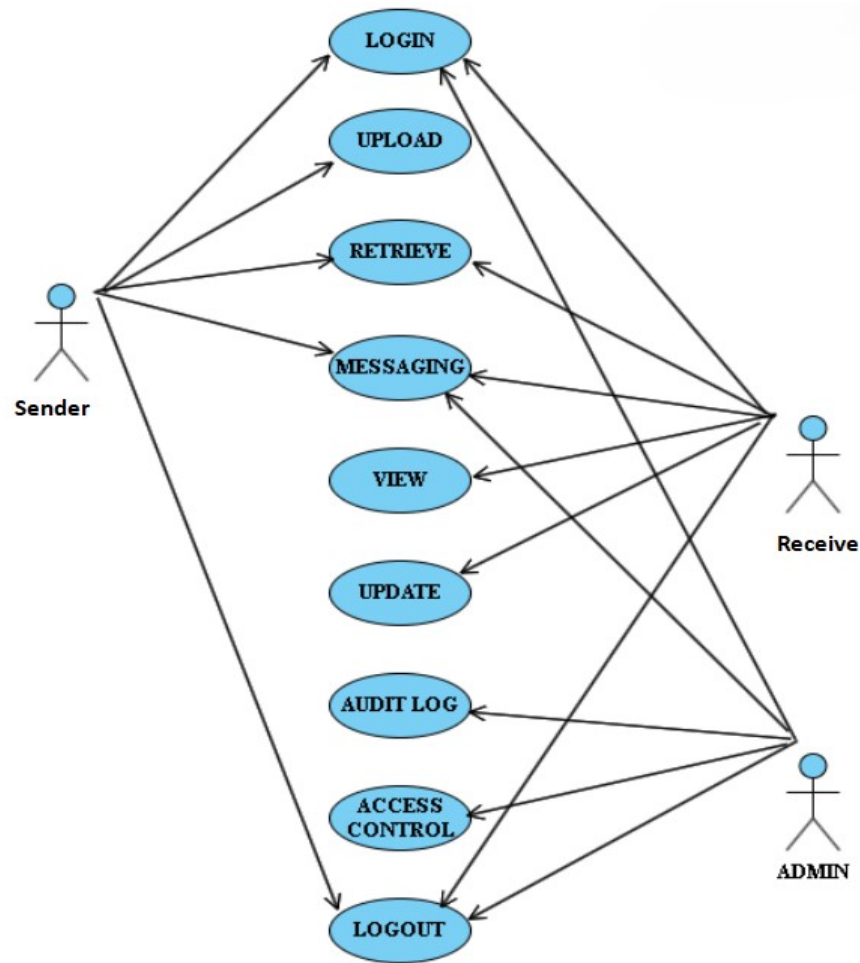 LOGIN
UPLOAD
RETRIEVE
MESSAGING
Sender
VIEW
Receive
UPDATE
AUDIT LOG
ACCESS
CONTROL
ADMIN
LOGOUT